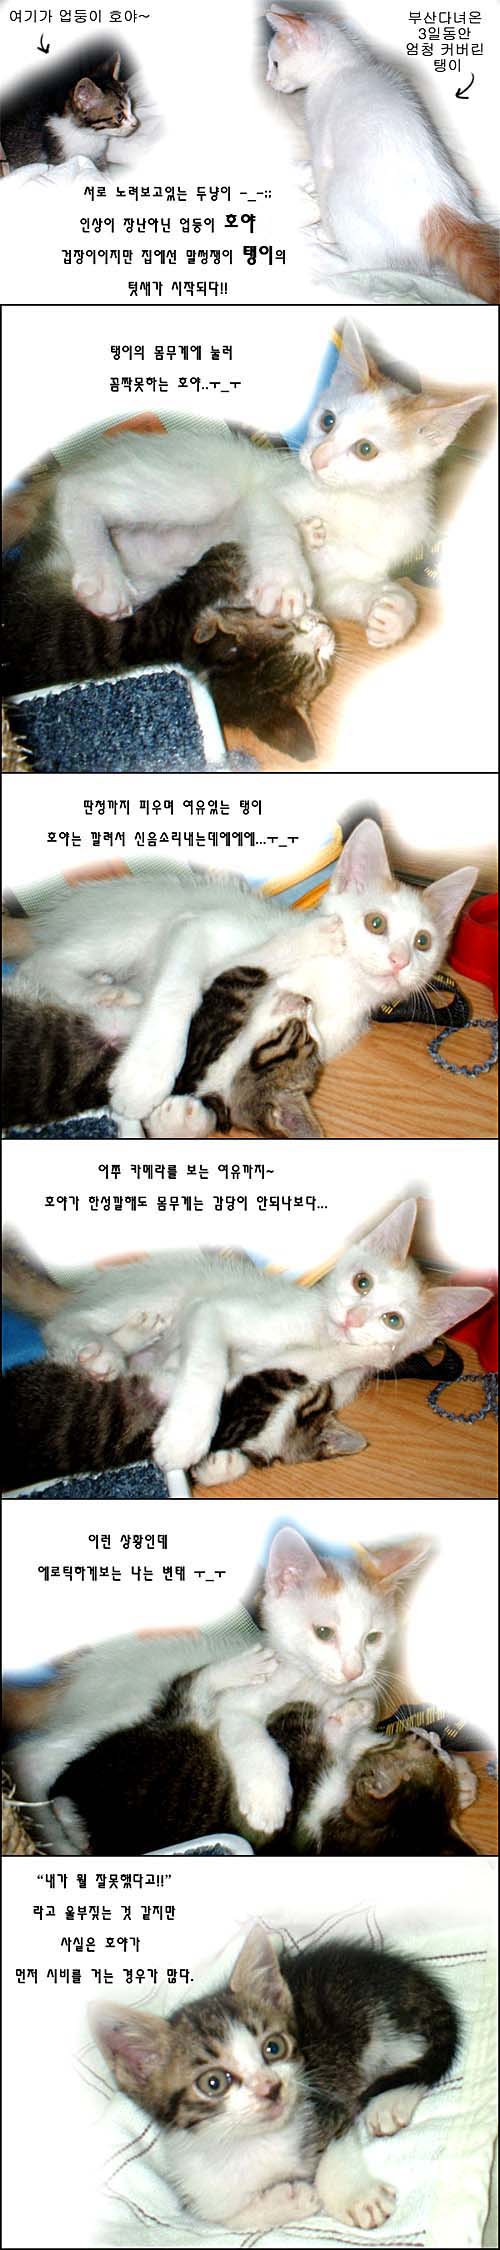 여기가 업둥이 호야~
부산다녀온
3일동안
엄청 커버린
탱이
서로 노려보고있는 두냥이 -_-;;
인상이 장난아닌 업둥이 호야
겁장이이지만 집에선 말썽쟁이 탱이의
텃새가 시작되다!!
탱이의 몸무게에 눌려
꼼짝못하는 호야..ㅜ_ㅜ
딴청까지 피우며 여유있는 탱이
호야는 깔려서 신음소리내는데에에에...ㅜ_ㅜ
어쭈 카메라를 보는 여유까지~
호야가 한성깔해도 몸무게는 감당이 안되나보다...
이런 상황인데
에로틱하게보는 나는 변태 ㅜ_ㅜ
"내가 뭘 잘못했다고!!"
라고 울부짖는 것 같지만
사실은 호야가
먼저 시비를 거는 경우가 많다.